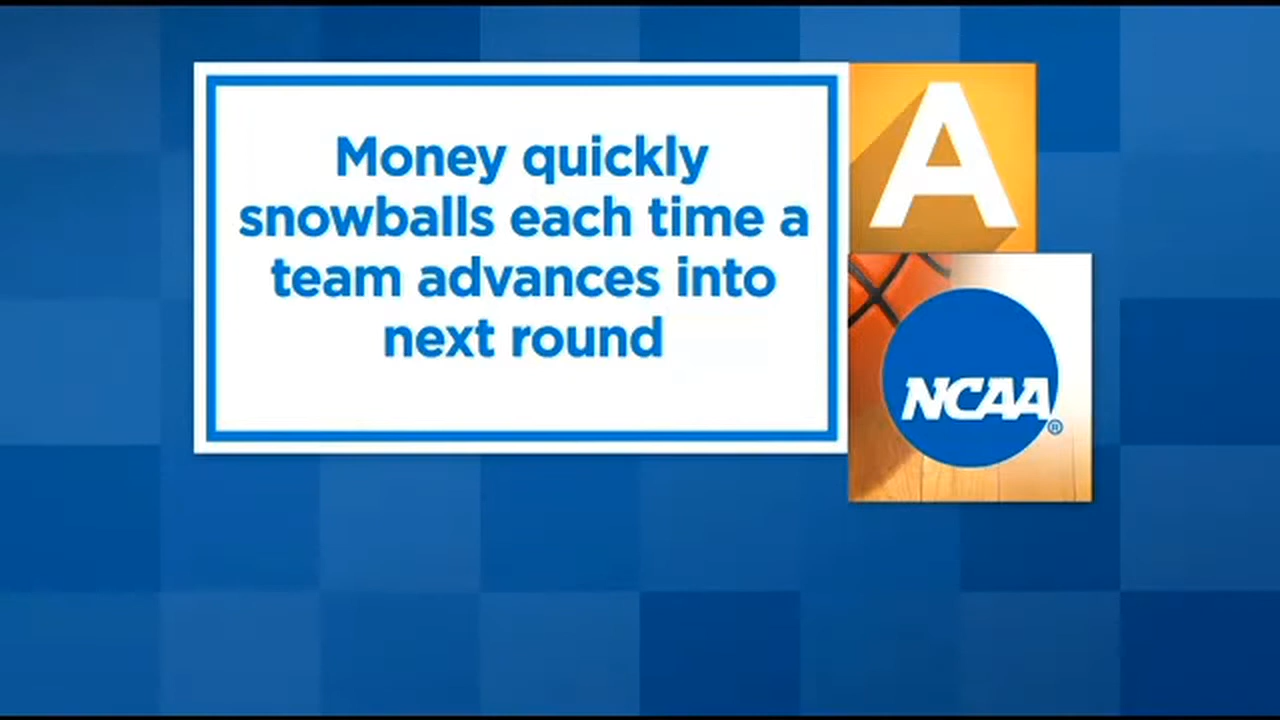 Money quickly
snowballs each time a
team advances into
next round
A
NCAA
®